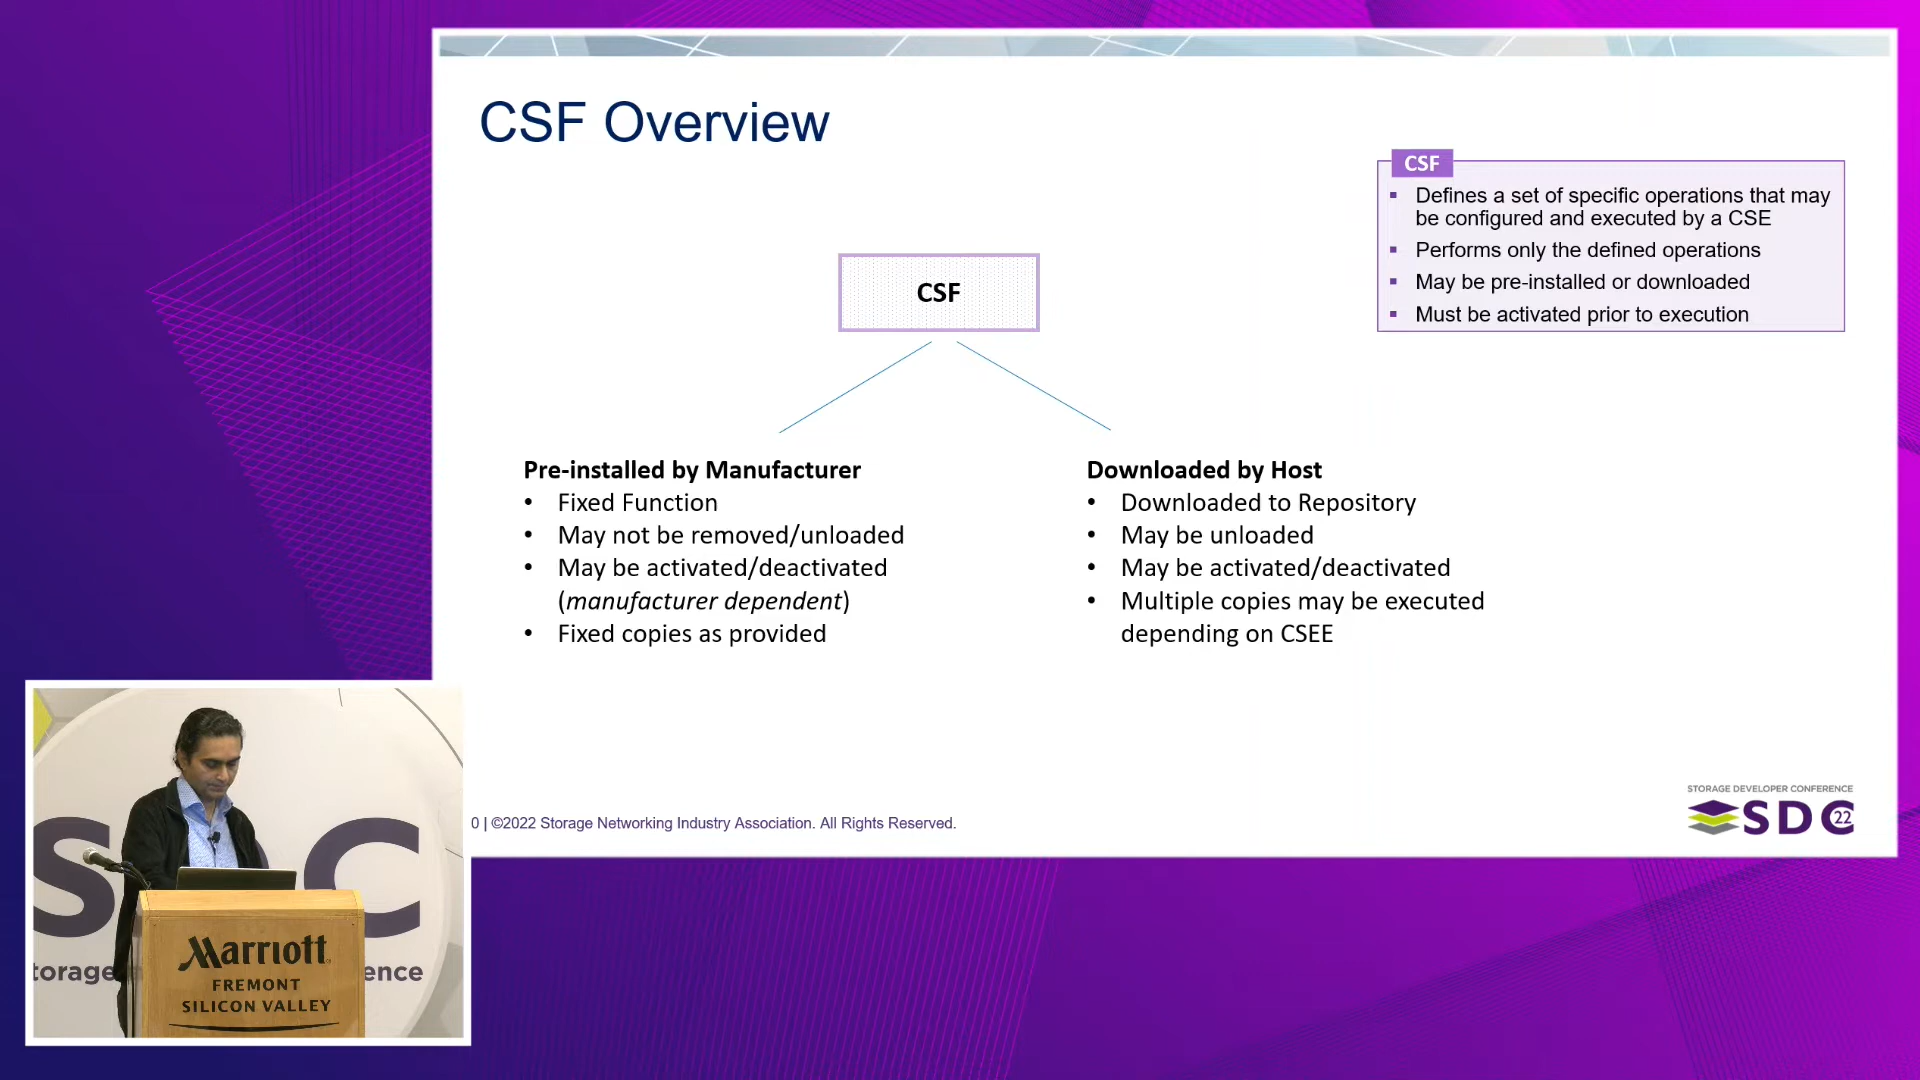 CSF Overview
CSF
▪ Defines a set of specific operations that may
be configured and executed by a CSE
▪ Performs only the defined operations
▪ May be pre-installed or downloaded
▪ Must be activated prior to execution
CSF
Pre-installed by Manufacturer
• Fixed Function
• May not be removed/unloaded
• May be activated/deactivated
(manufacturer dependent)
• Fixed copies as provided
Downloaded by Host
• Downloaded to Repository
• May be unloaded
• May be activated/deactivated
• Multiple copies may be executed
depending on CSEE
0 | ©2022 Storage Networking Industry Association. All Rights Reserved.
STORAGE DEVELOPER CONFERENCE
SDC 22
S C
torage ence
Marriott
FREMONT
SILICON VALLEY